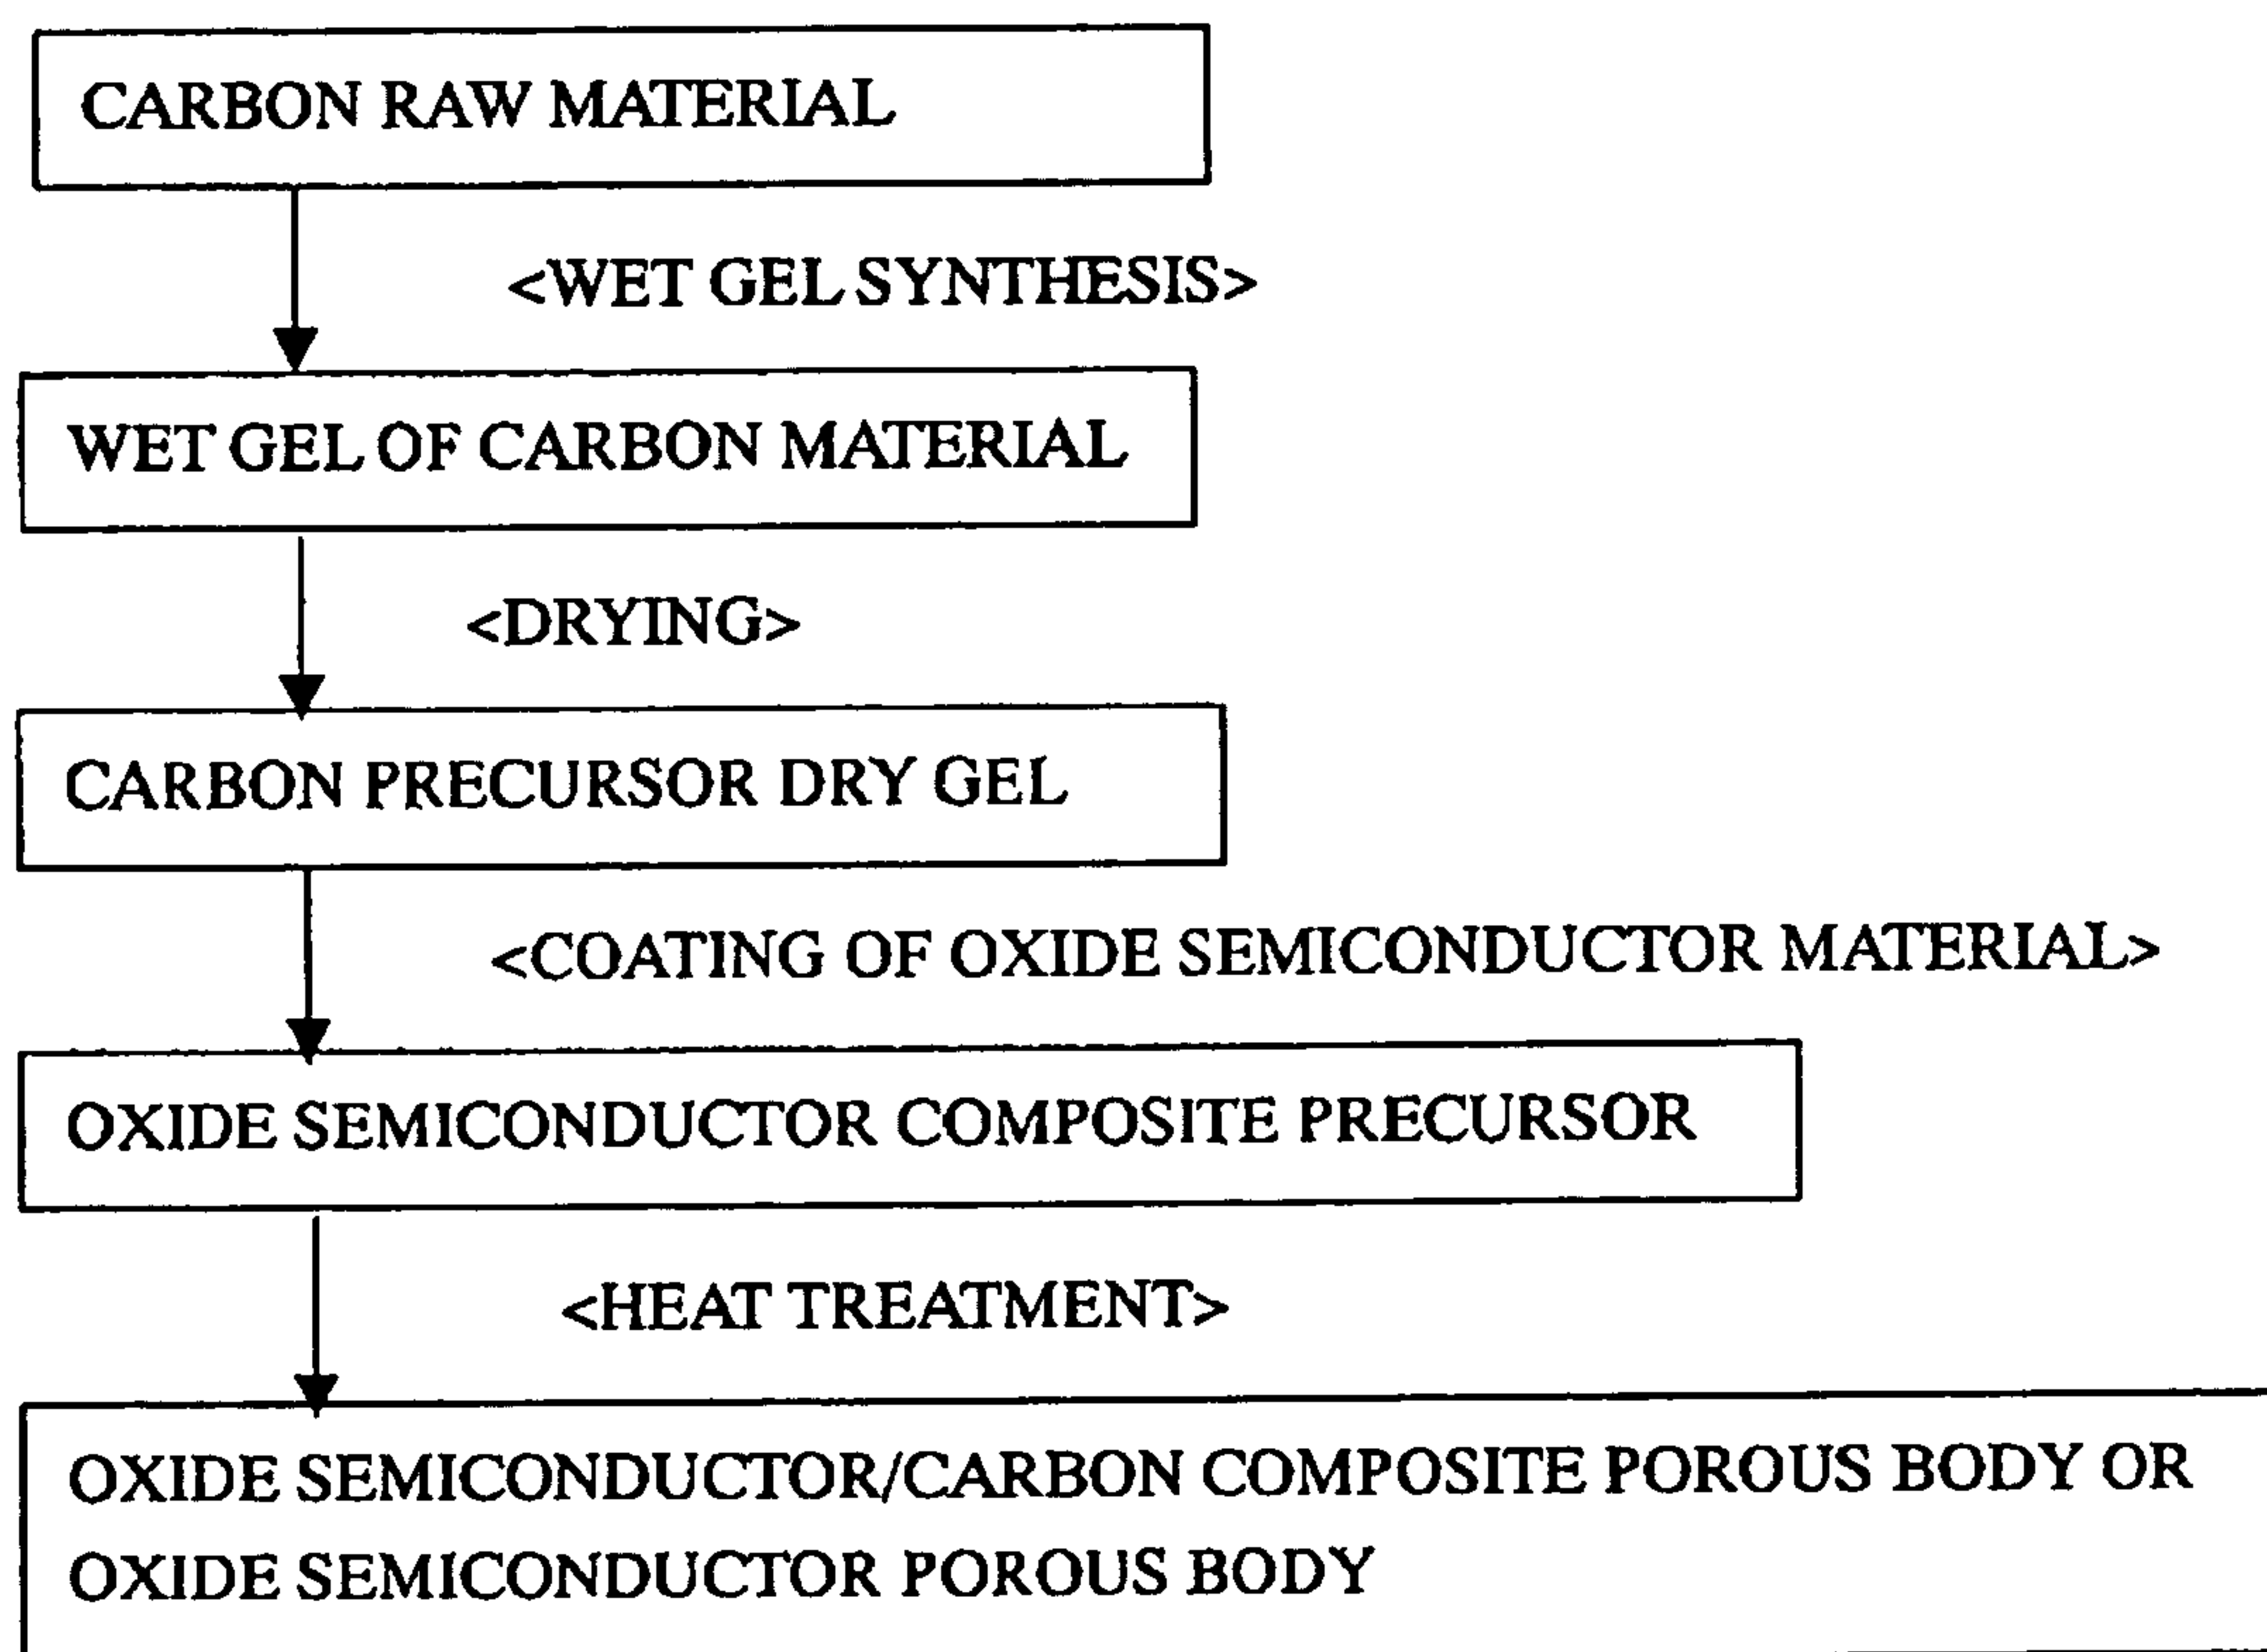 CARBON RAW MATERIAL
<WET GEL SYNTHESIS>
WET GEL OF CARBON MATERIAL
<DRYING>
CARBON PRECURSOR DRY GEL
<COATING OF OXIDE SEMICONDUCTOR MATERIAL>
OXIDE SEMICONDUCTOR COMPOSITE PRECURSOR
<HEAT TREATMENT>
OXIDE SEMICONDUCTOR/CARBON COMPOSITE POROUS BODY OR
OXIDE SEMICONDUCTOR POROUS BODY